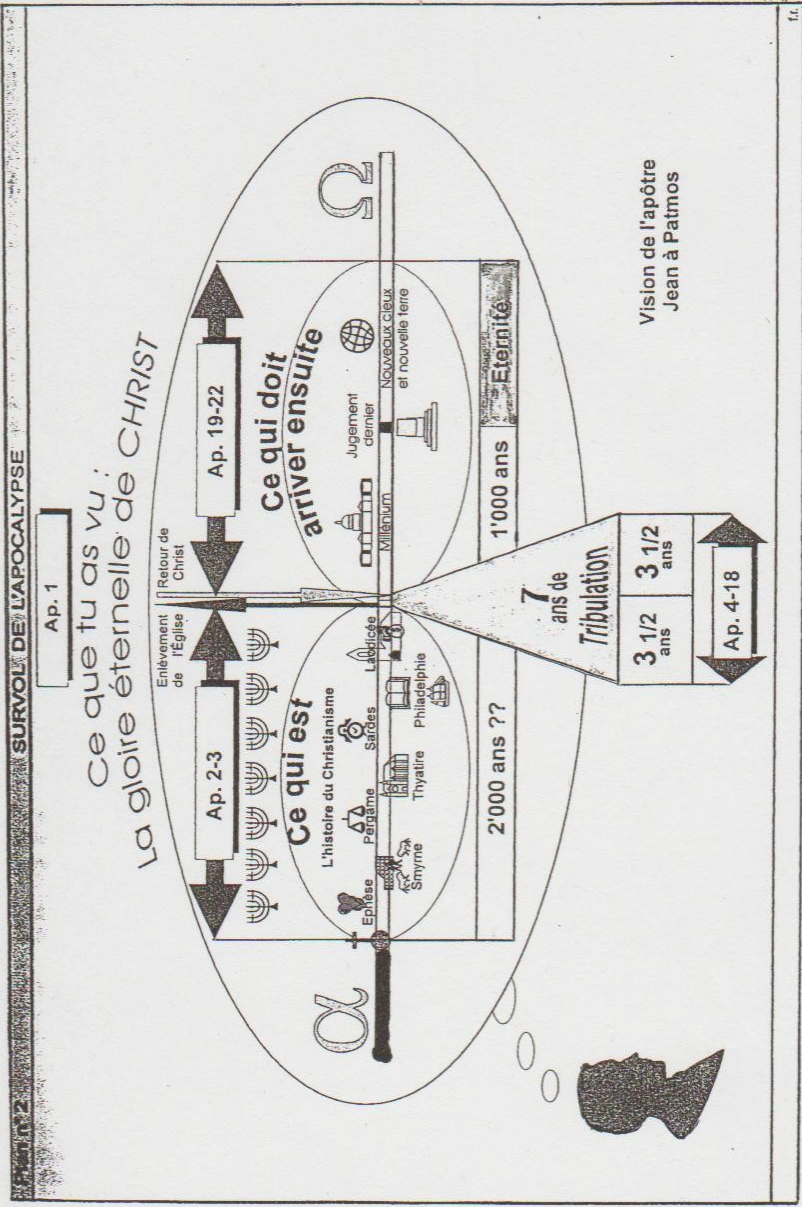 Plan n° 2 SURVOL DE L'APOCALYPSE
Ap. 1
Ce que tu as vu :
La gloire éternelle de CHRIST
Ap. 2-3
Enlèvement
de l'Église
Retour de
Christ
Ap. 19-22
Ce qui est
L'histoire du Christianisme
Ce qui doit
arriver ensuite
α
Ephèse
Smyrne
Pergame
Thyatire
Sardes
Philadelphie
Laodicée
Millénium
Jugement
dernier
Nouveaux cieux
et nouvelle terre
Ω
2'000 ans ??
1'000 ans
Eternité
7
ans de
Tribulation
3 1/2
ans
3 1/2
ans
Ap. 4-18
Vision de l'apôtre
Jean à Patmos
f.r.